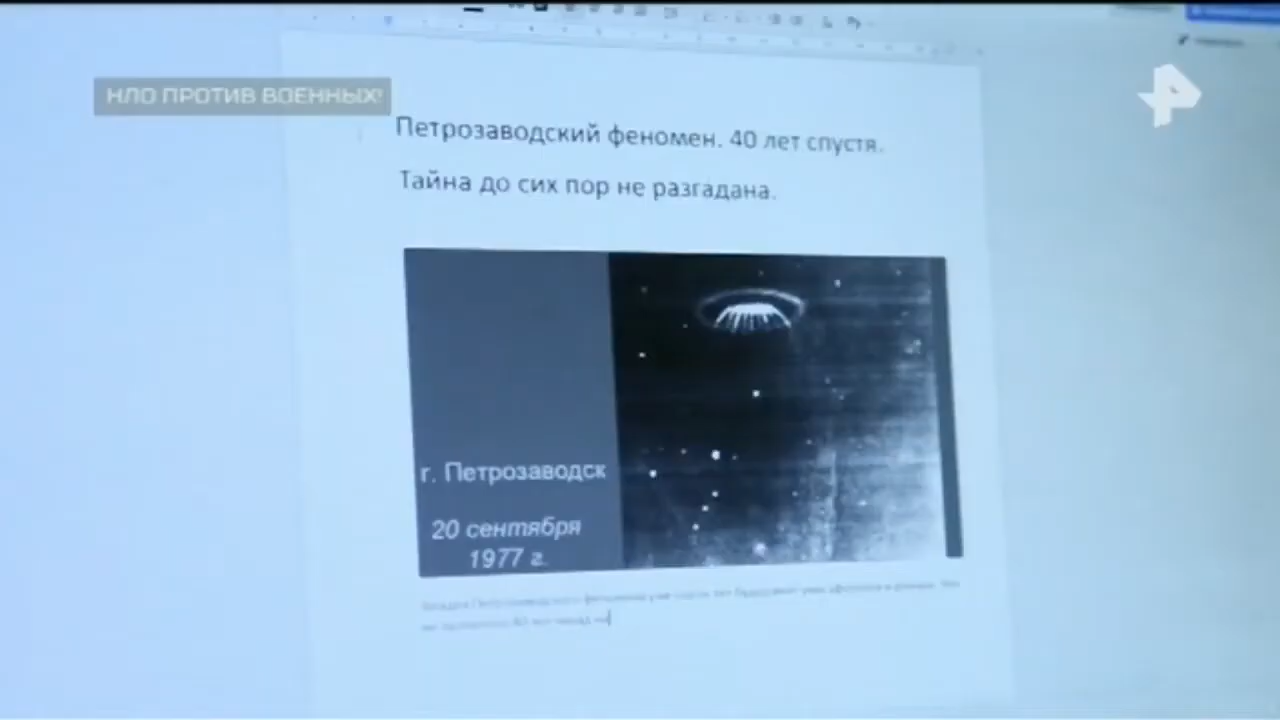 НЛО ПРОТИВ ВОЕННЫХ!
Петрозаводский феномен. 40 лет спустя.
Тайна до сих пор не разгадана.
г. Петрозаводск
20 сентября
1977 г.